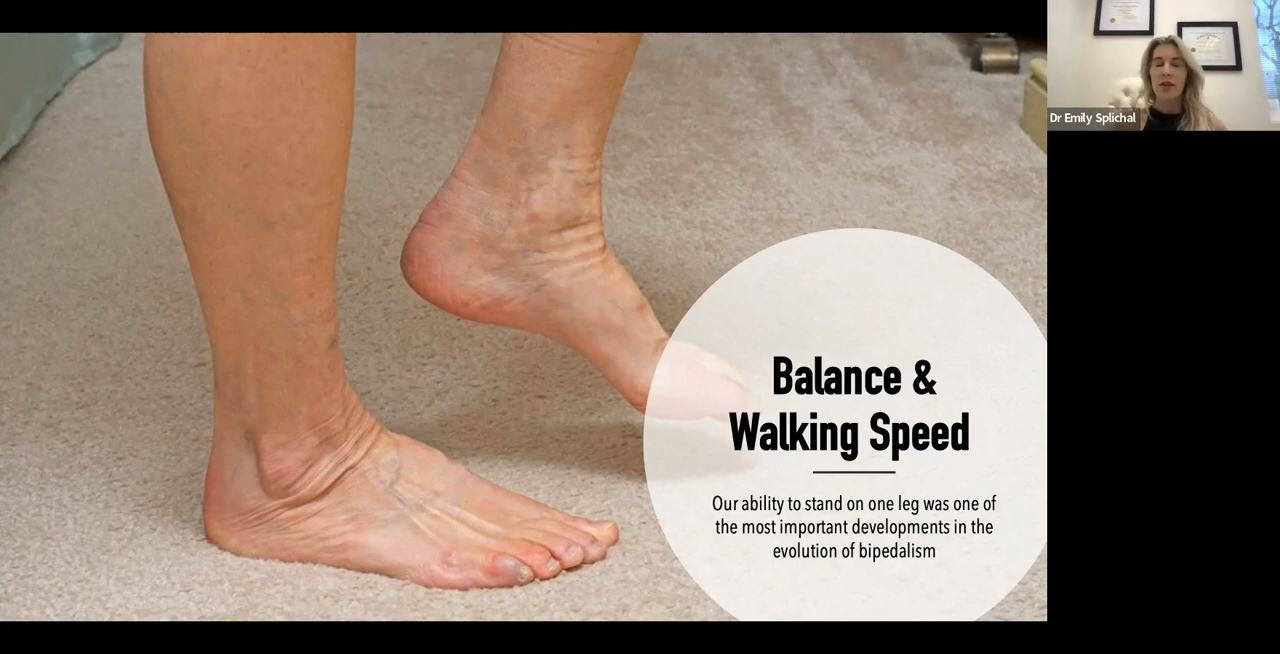 Dr Emily Splichal
Balance &
Walking Speed
Our ability to stand on one leg was one of
the most important developments in the
evolution of bipedalism